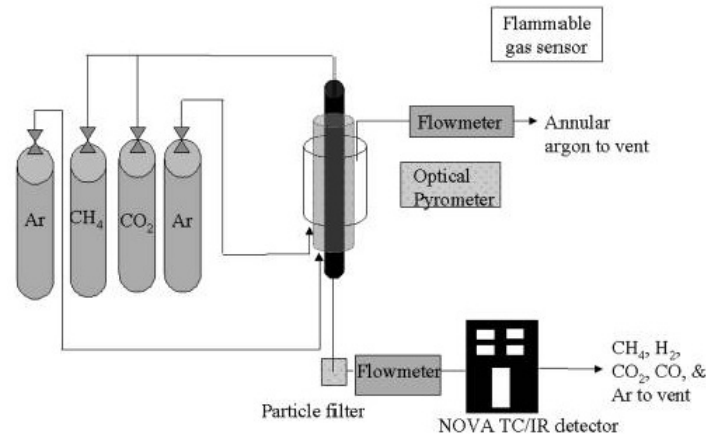 Flammable
gas sensor
Flowmeter
Annular
argon to vent
Optical
Pyrometer
Ar
CH₄
CO₂
Ar
Flowmeter
CH₄, H₂,
CO₂, CO, &
Ar to vent
Particle filter
NOVA TC/IR detector